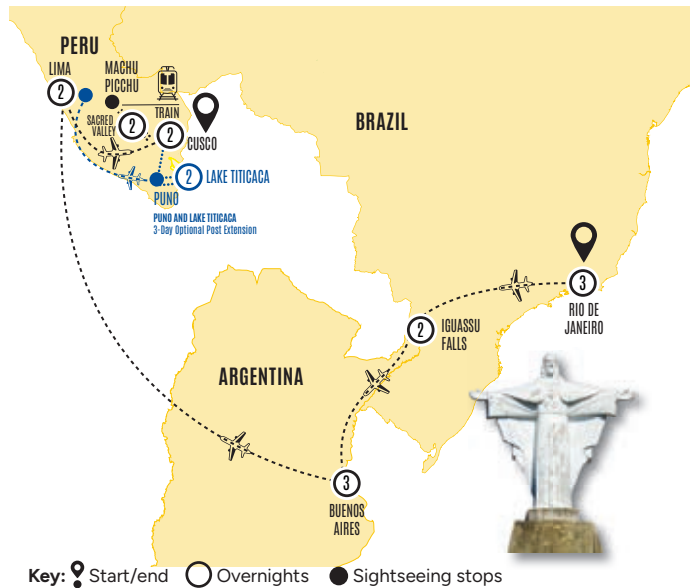 PERU
LIMA
2
MACHU
PICCHU
TRAIN
SACRED
VALLEY
2
2
CUSCO
2
LAKE TITICACA
PUNO
PUNO AND LAKE TITICACA
3-Day Optional Post Extension
BRAZIL
3
RIO DE
JANEIRO
2
IGUASSU
FALLS
ARGENTINA
3
BUENOS
AIRES
Key: Start/end Overnights Sightseeing stops